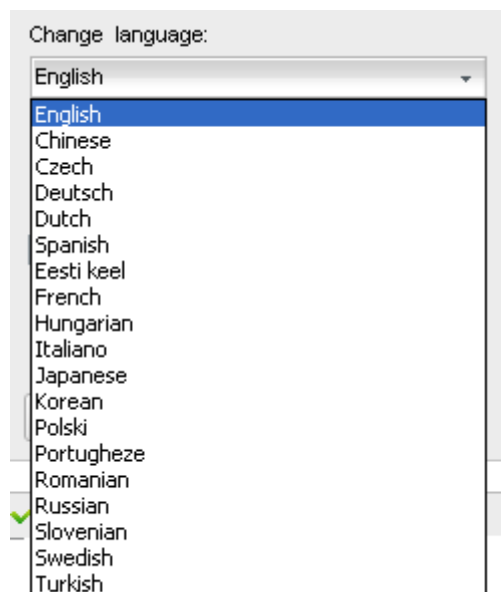 Change language:
English
English
Chinese
Czech
Deutsch
Dutch
Spanish
Eesti keel
French
Hungarian
Italiano
Japanese
Korean
Polski
Portugheze
Romanian
Russian
Slovenian
Swedish
Turkish